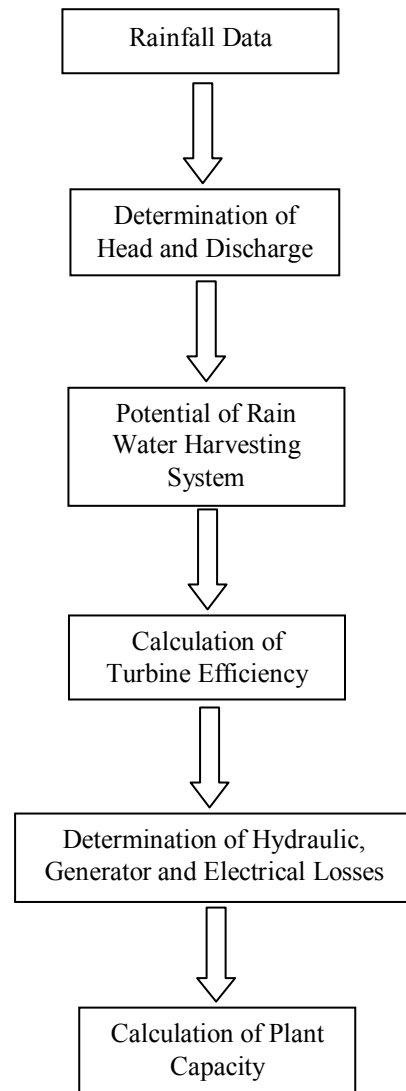 Rainfall Data
Determination of
Head and Discharge
Potential of Rain
Water Harvesting
System
Calculation of
Turbine Efficiency
Determination of Hydraulic,
Generator and Electrical Losses
Calculation of Plant
Capacity